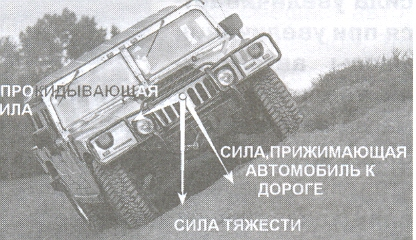 ПРОКИДЫВАЮЩАЯ
ИЛА
СИЛА,ПРИЖИМАЮЩАЯ
АВТОМОБИЛЬ К
ДОРОГЕ
СИЛА ТЯЖЕСТИ